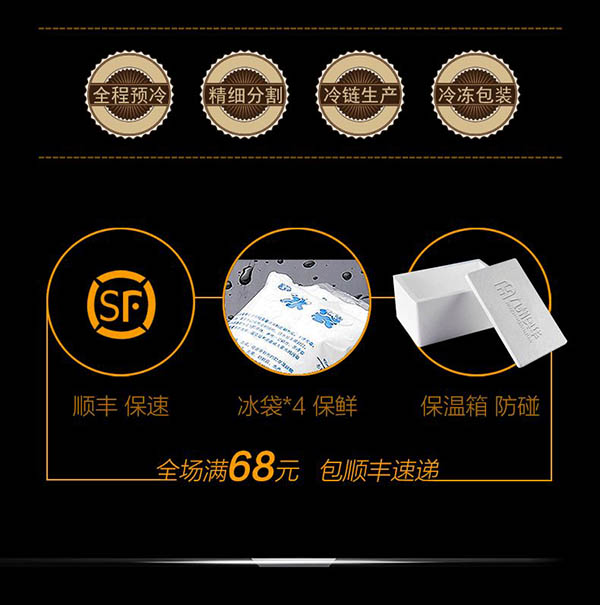 全程预冷 精细分割 冷链生产 冷冻包装
SF
冰袋
顺丰 保速 冰袋*4 保鲜 保温箱 防碰
全场满68元 包顺丰速递